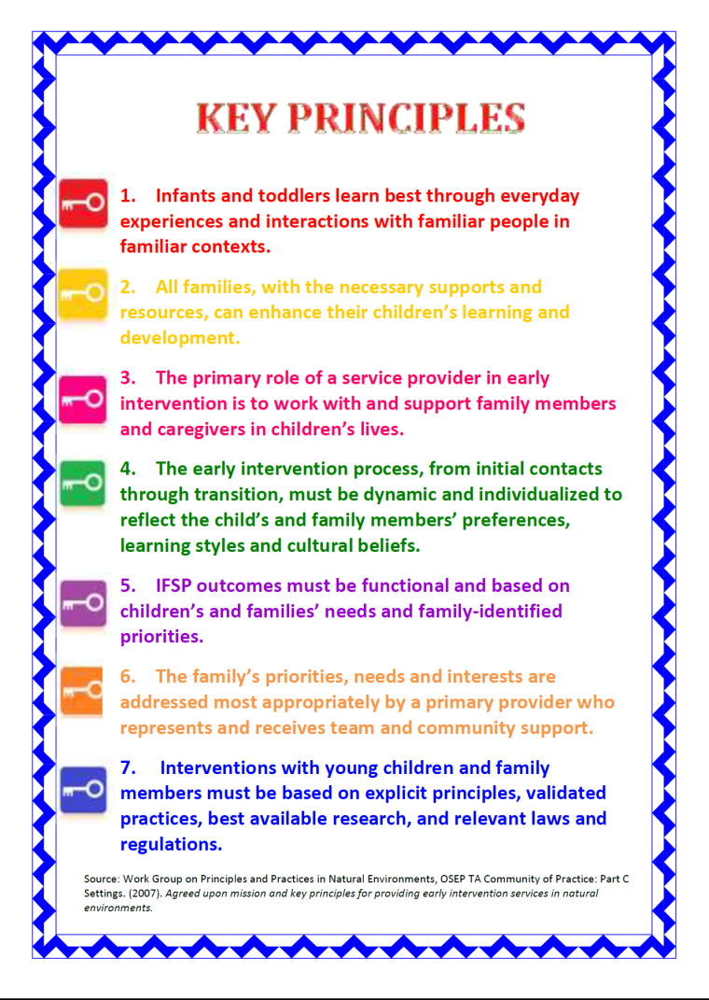 KEY PRINCIPLES
1. Infants and toddlers learn best through everyday
experiences and interactions with familiar people in
familiar contexts.
2. All families, with the necessary supports and
resources, can enhance their children’s learning and
development.
3. The primary role of a service provider in early
intervention is to work with and support family members
and caregivers in children’s lives.
4. The early intervention process, from initial contacts
through transition, must be dynamic and individualized to
reflect the child’s and family members’ preferences,
learning styles and cultural beliefs.
5. IFSP outcomes must be functional and based on
children’s and families’ needs and family-identified
priorities.
6. The family’s priorities, needs and interests are
addressed most appropriately by a primary provider who
represents and receives team and community support.
7. Interventions with young children and family
members must be based on explicit principles, validated
practices, best available research, and relevant laws and
regulations.
Source: Work Group on Principles and Practices in Natural Environments, OSEP TA Community of Practice: Part C
Settings. (2007). Agreed upon mission and key principles for providing early intervention services in natural
environments.